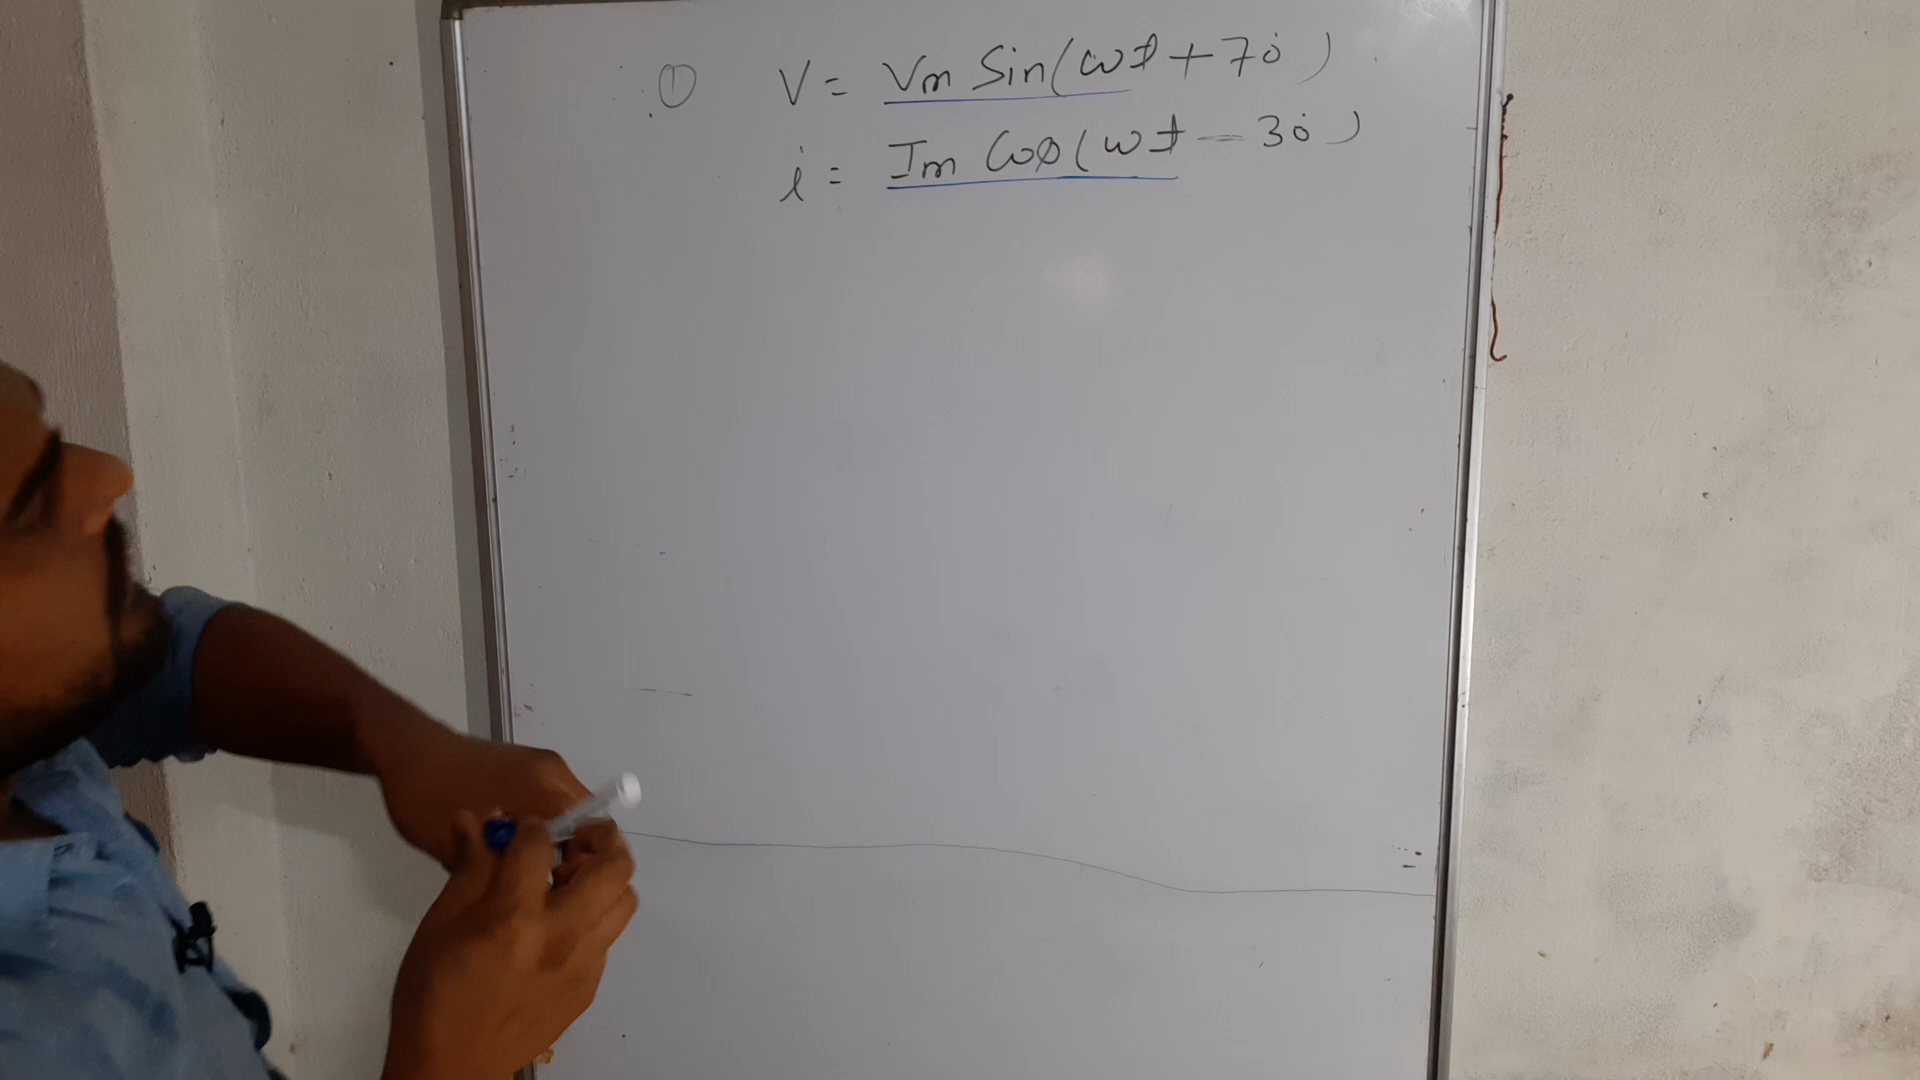 ① V = Vm Sin(ωt + 70°)
i = Im Cos(ωt - 30°)